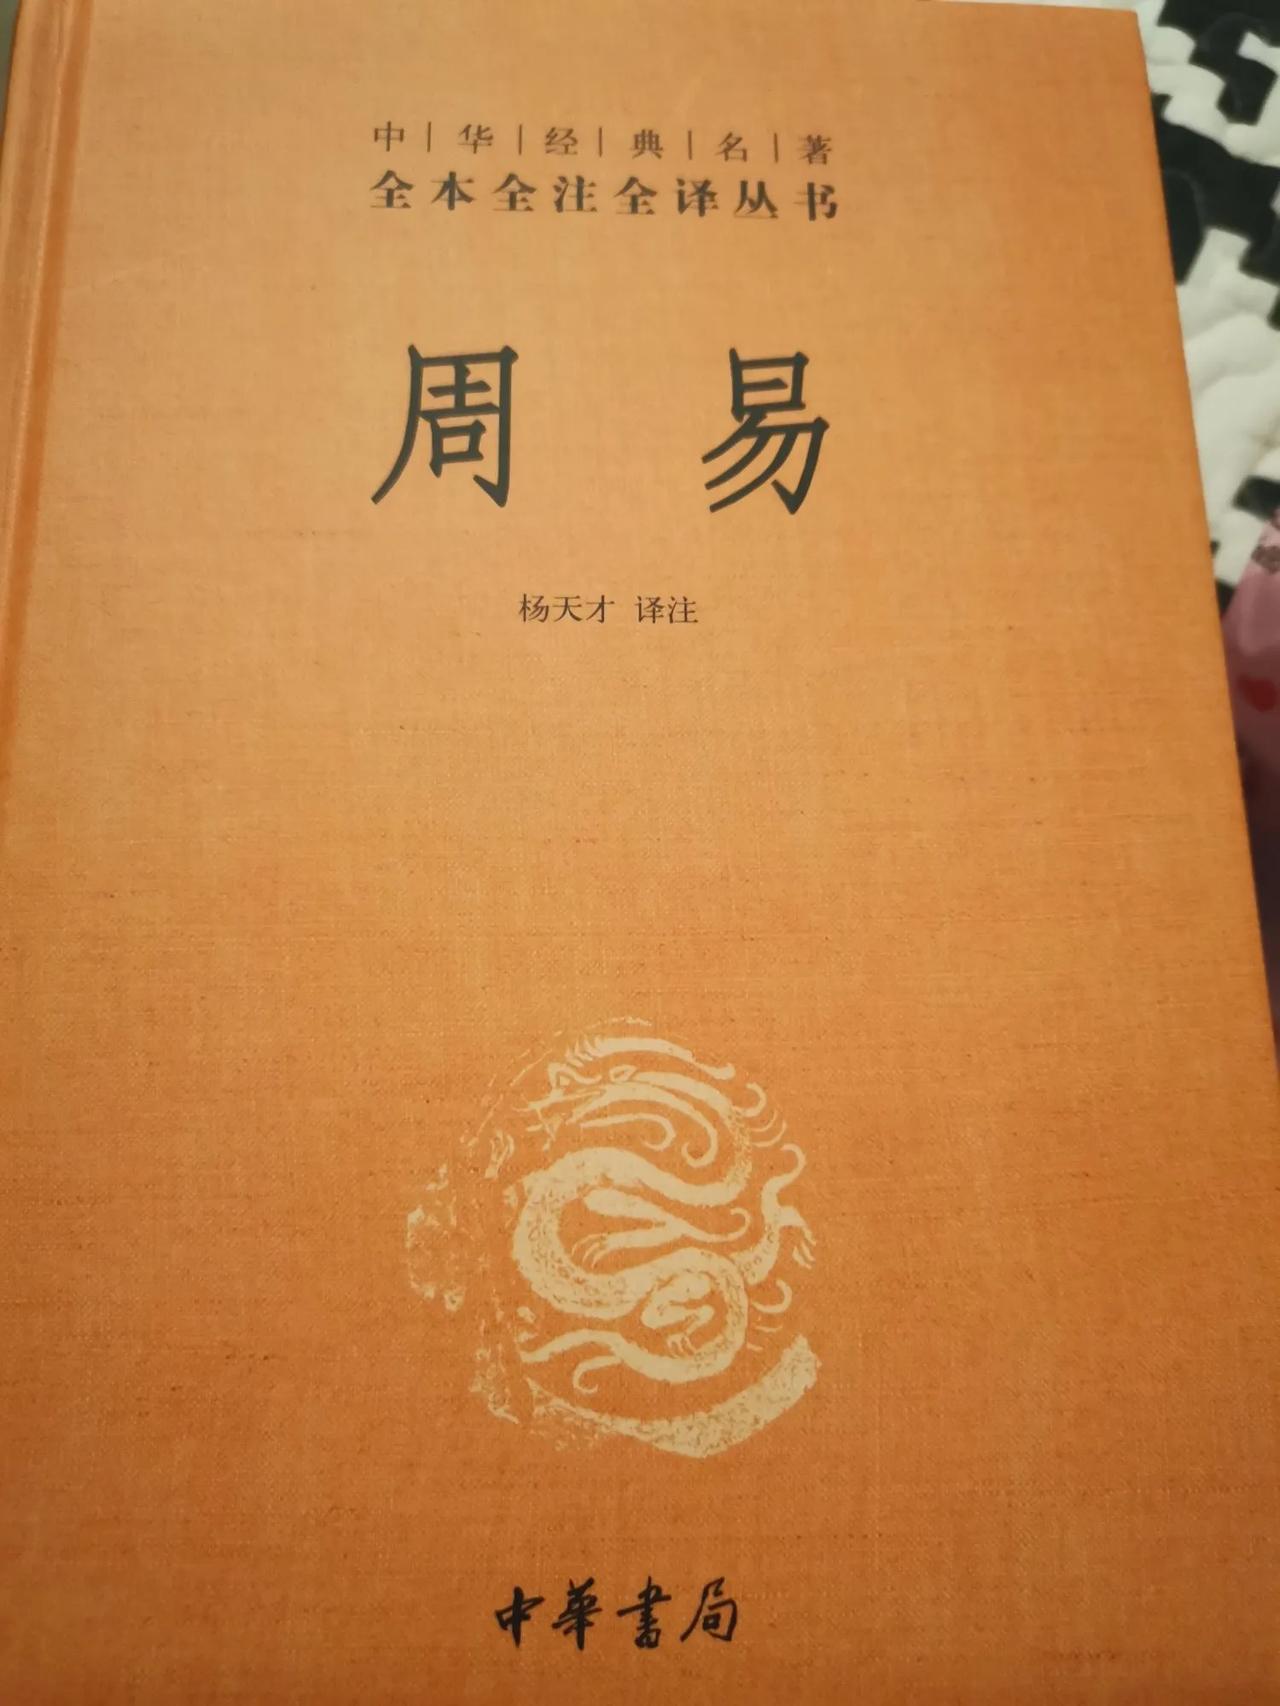 中|华|经|典|名|著
全本全注全译丛书
周易
杨天才 译注
中華書局